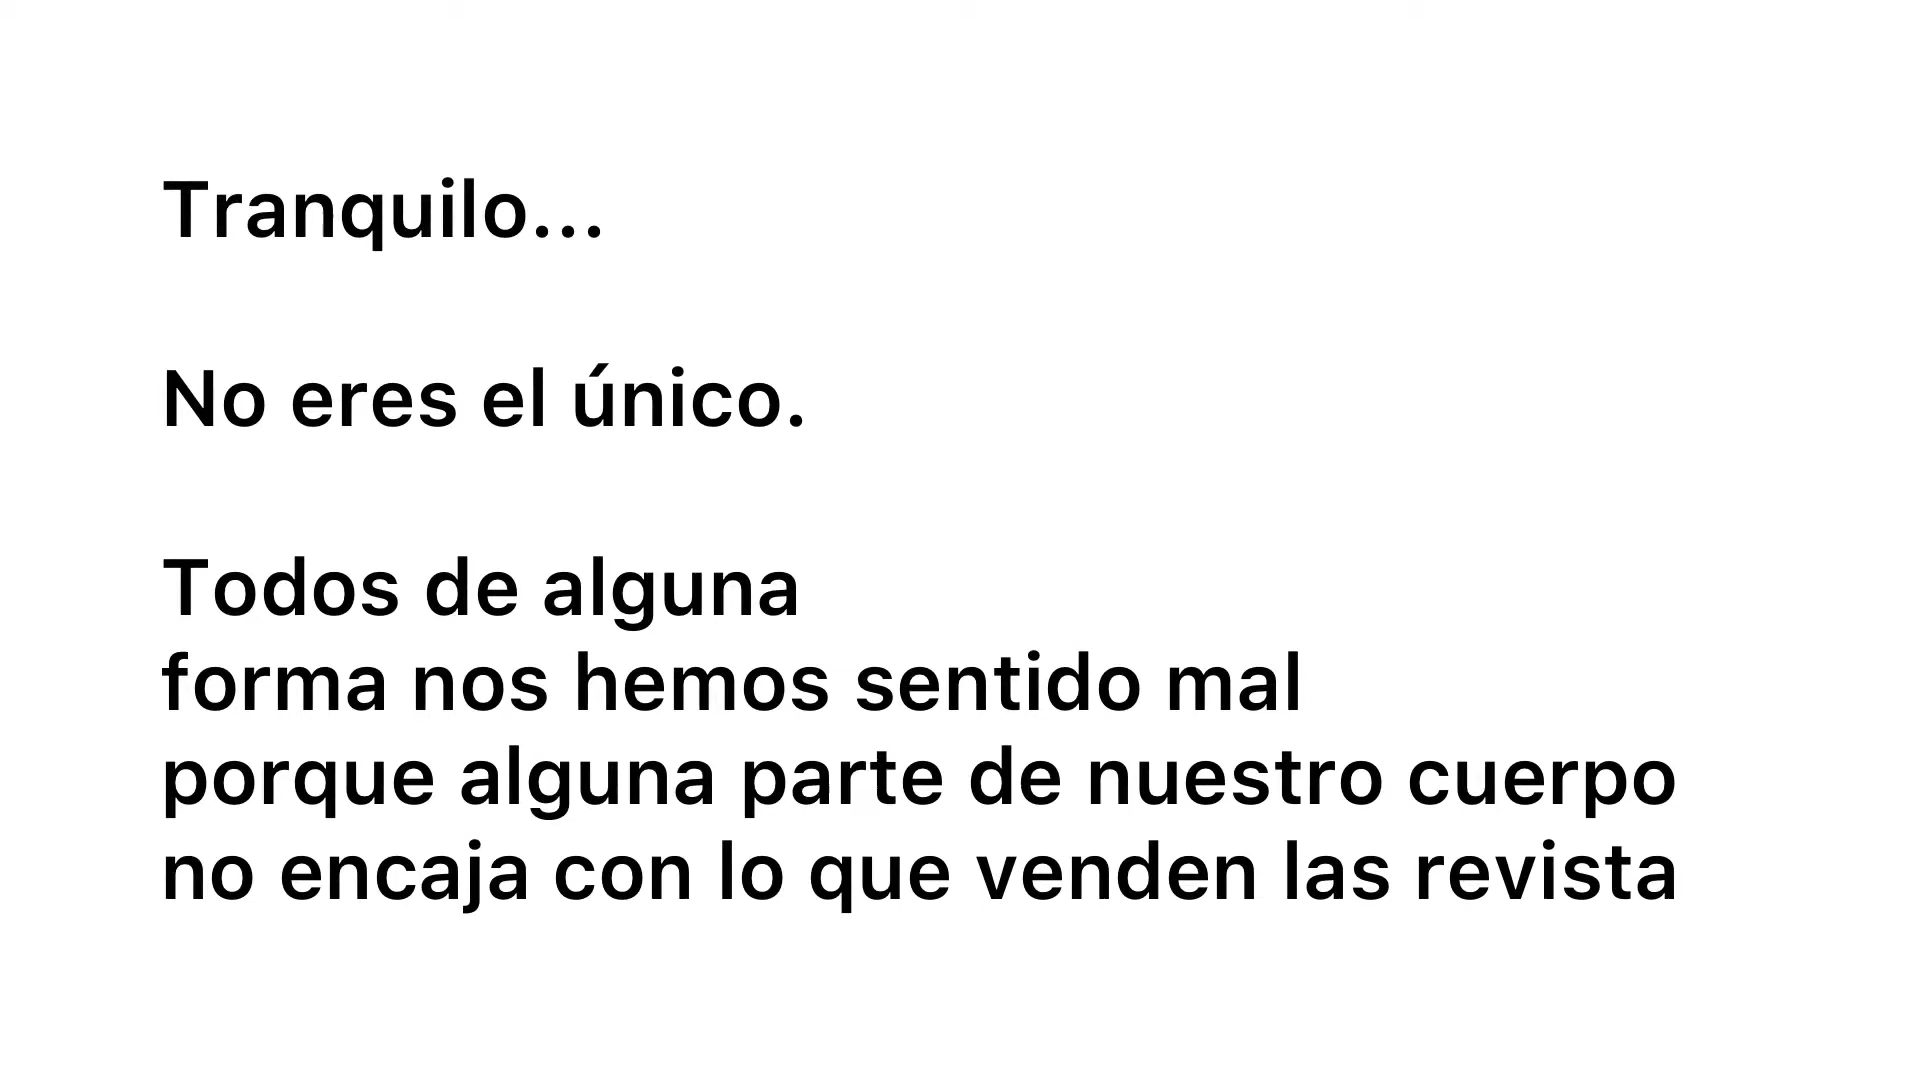 Tranquilo...
No eres el único.
Todos de alguna
forma nos hemos sentido mal
porque alguna parte de nuestro cuerpo
no encaja con lo que venden las revista